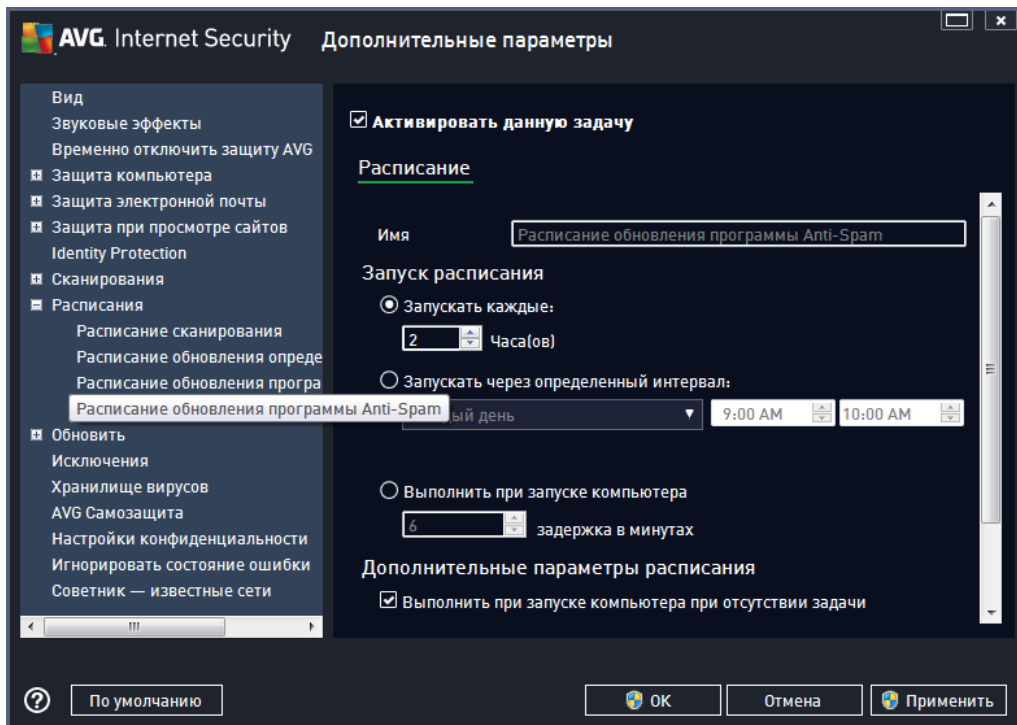 AVG. Internet Security Дополнительные параметры
Вид
Звуковые эффекты
Временно отключить защиту AVG
Защита компьютера
Защита электронной почты
Защита при просмотре сайтов
Identity Protection
Сканирования
Расписания
Расписание сканирования
Расписание обновления опреде
Расписание обновления програ
Расписание обновления программы Anti-Spam
Обновить
Исключения
Хранилище вирусов
AVG Самозащита
Настройки конфиденциальности
Игнорировать состояние ошибки
Советник — известные сети
Активировать данную задачу
Расписание
Имя Расписание обновления программы Anti-Spam
Запуск расписания
Запускать каждые:
2 Часа(ов)
Запускать через определенный интервал:
ый день 9:00 AM 10:00 AM
Выполнить при запуске компьютера
6 задержка в минутах
Дополнительные параметры расписания
Выполнить при запуске компьютера при отсутствии задачи
? По умолчанию OK Отмена Применить